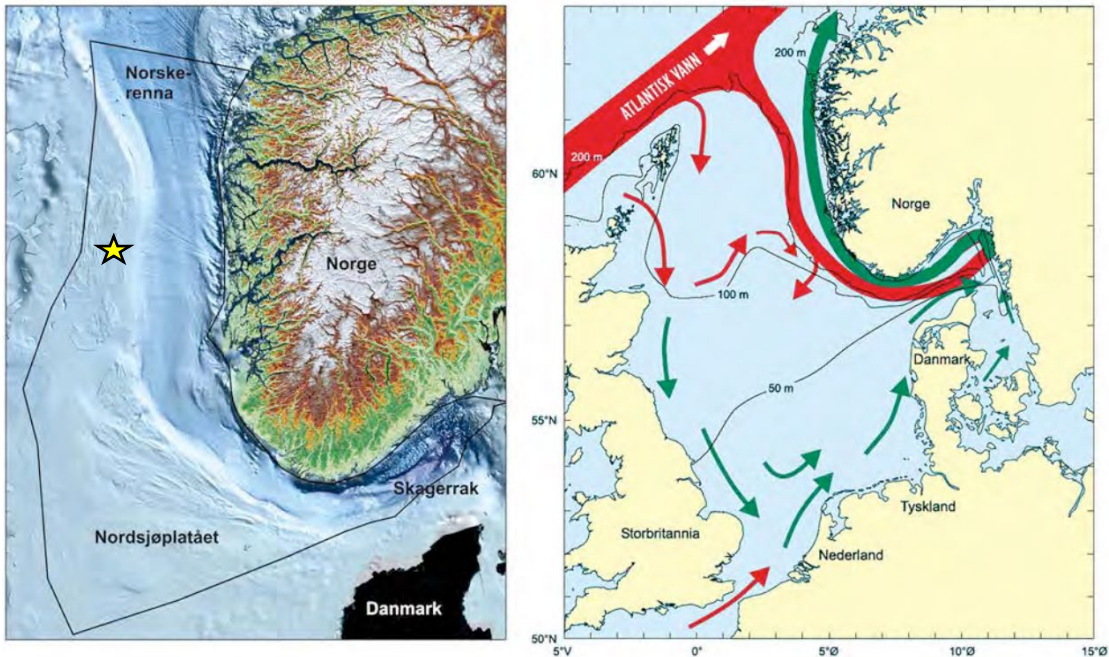 Norske-
renna
Norge
Skagerrak
Nordsjøplatået
Danmark
ATLANTISK VANN
200 m
200 m
60°N
Norge
100 m
Danmark
50 m
55°N
Tyskland
Storbritannia
Nederland
50°N
5°V
0°
5°Ø
10°Ø
15°Ø